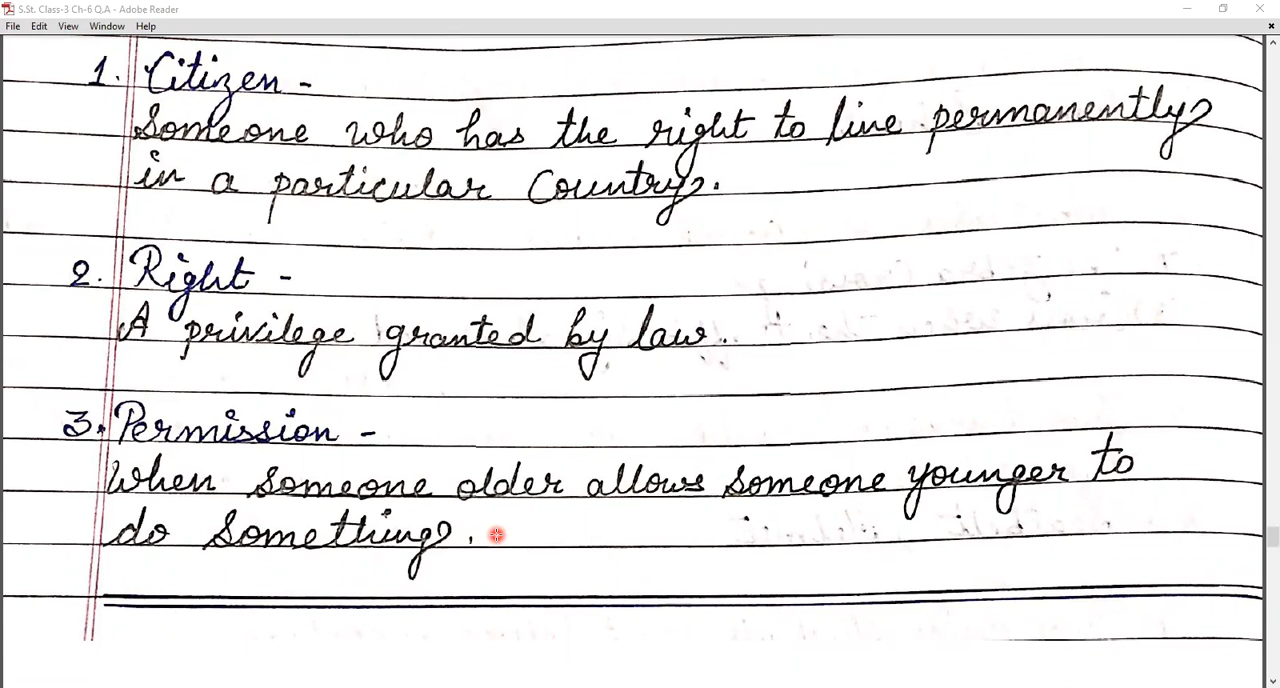 S.St. Class-3 Ch-6 Q.A - Adobe Reader
File Edit View Window Help
1. Citizen -
Someone who has the right to live permanently
in a particular Country.
2. Right -
A privilege granted by law.
3. Permission -
When someone older allows someone younger to
do something.